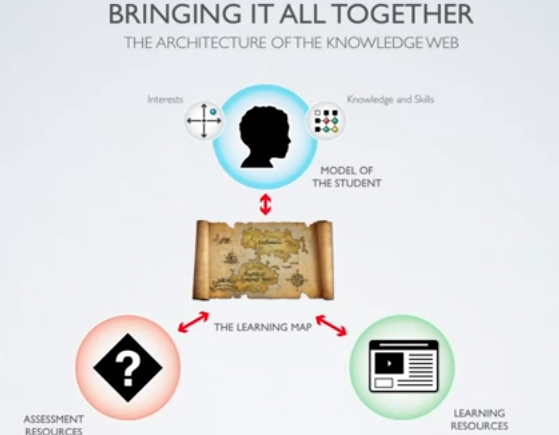 BRINGING IT ALL TOGETHER
THE ARCHITECTURE OF THE KNOWLEDGE WEB
Interests
Knowledge and Skills
MODEL OF
THE STUDENT
THE LEARNING MAP
?
ASSESSMENT
RESOURCES
LEARNING
RESOURCES